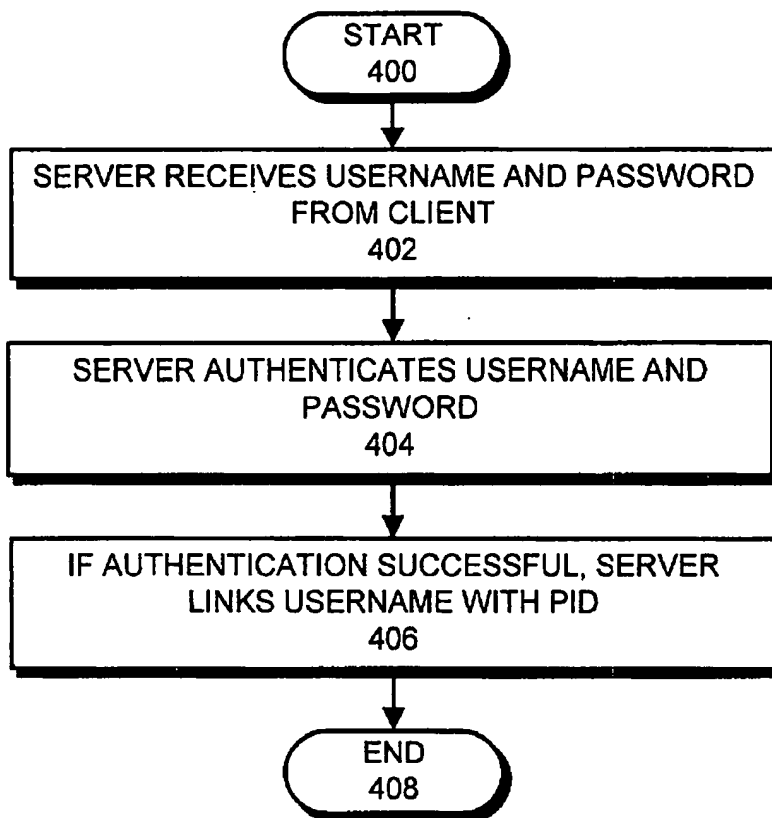 START
400
SERVER RECEIVES USERNAME AND PASSWORD
FROM CLIENT
402
SERVER AUTHENTICATES USERNAME AND
PASSWORD
404
IF AUTHENTICATION SUCCESSFUL, SERVER
LINKS USERNAME WITH PID
406
END
408